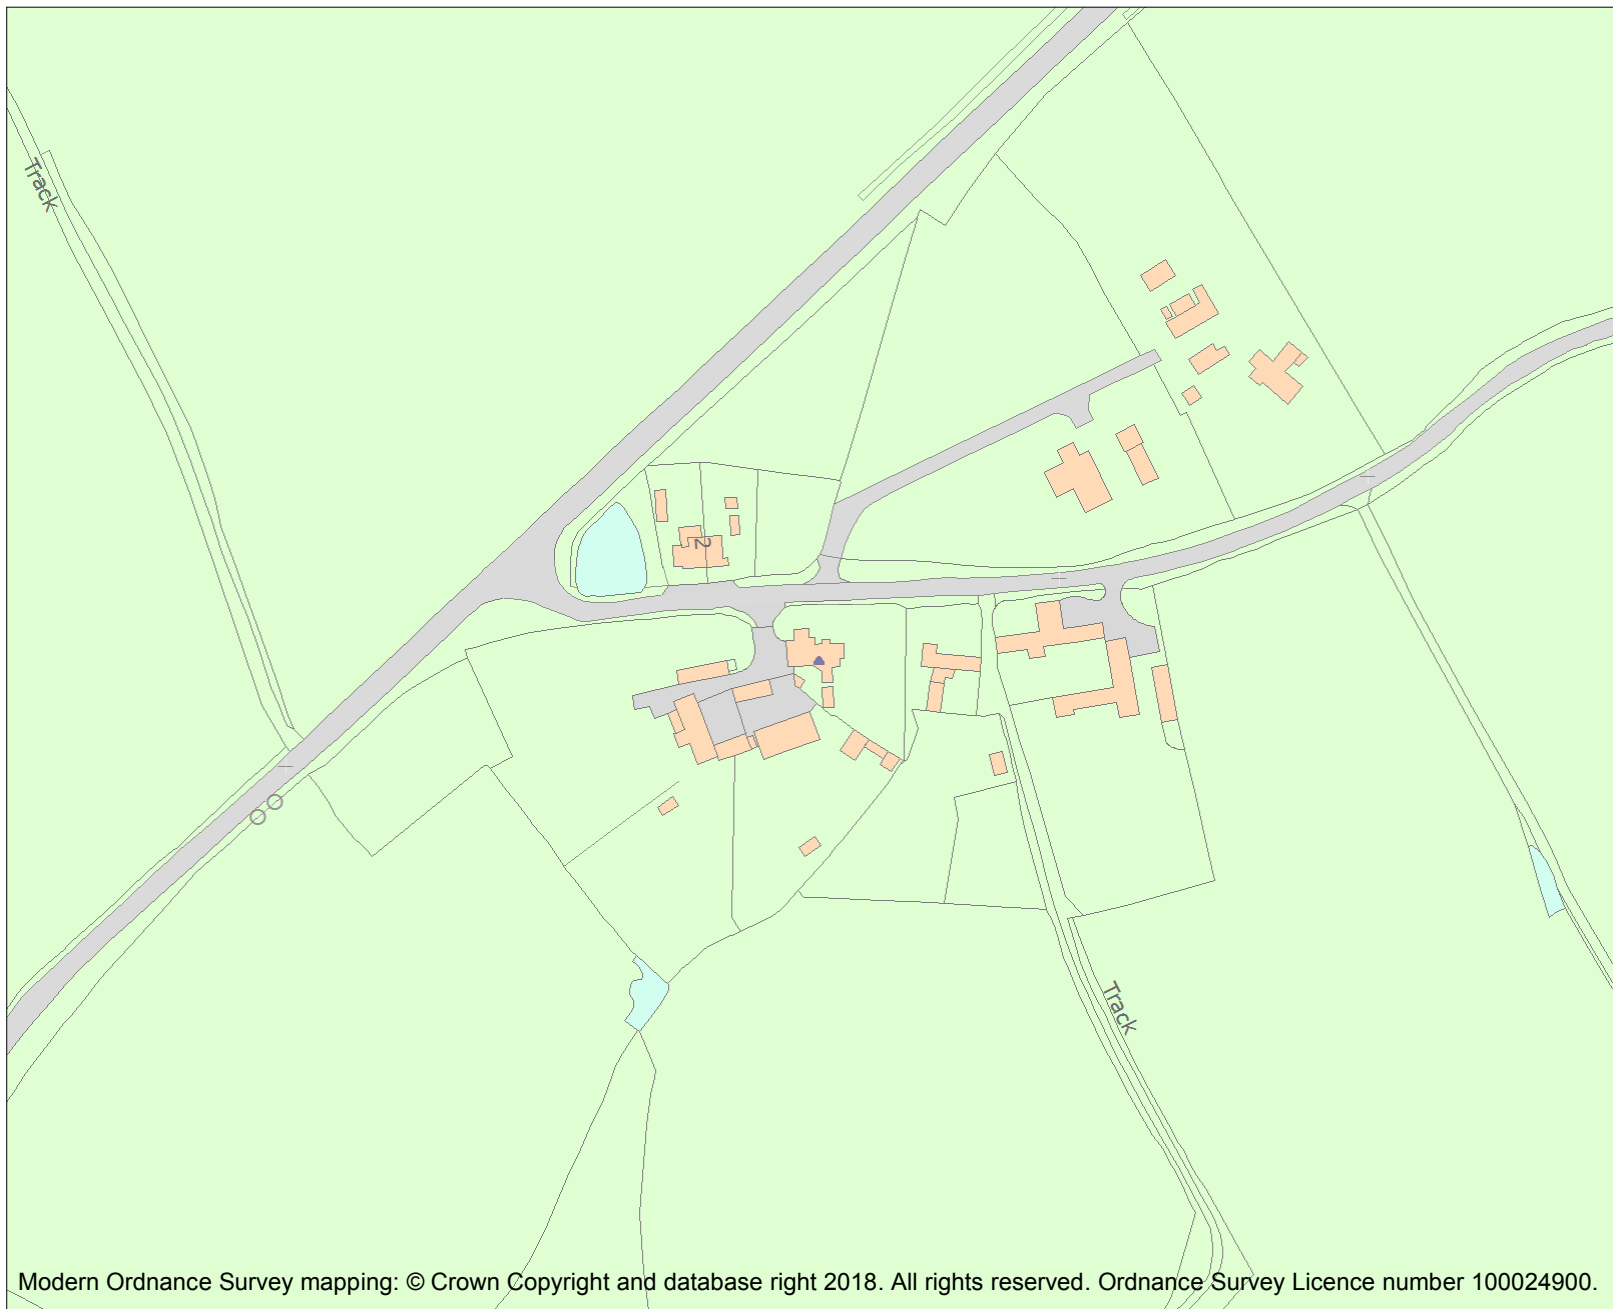 Track
2
Track
Modern Ordnance Survey mapping: © Crown Copyright and database right 2018. All rights reserved. Ordnance Survey Licence number 100024900.